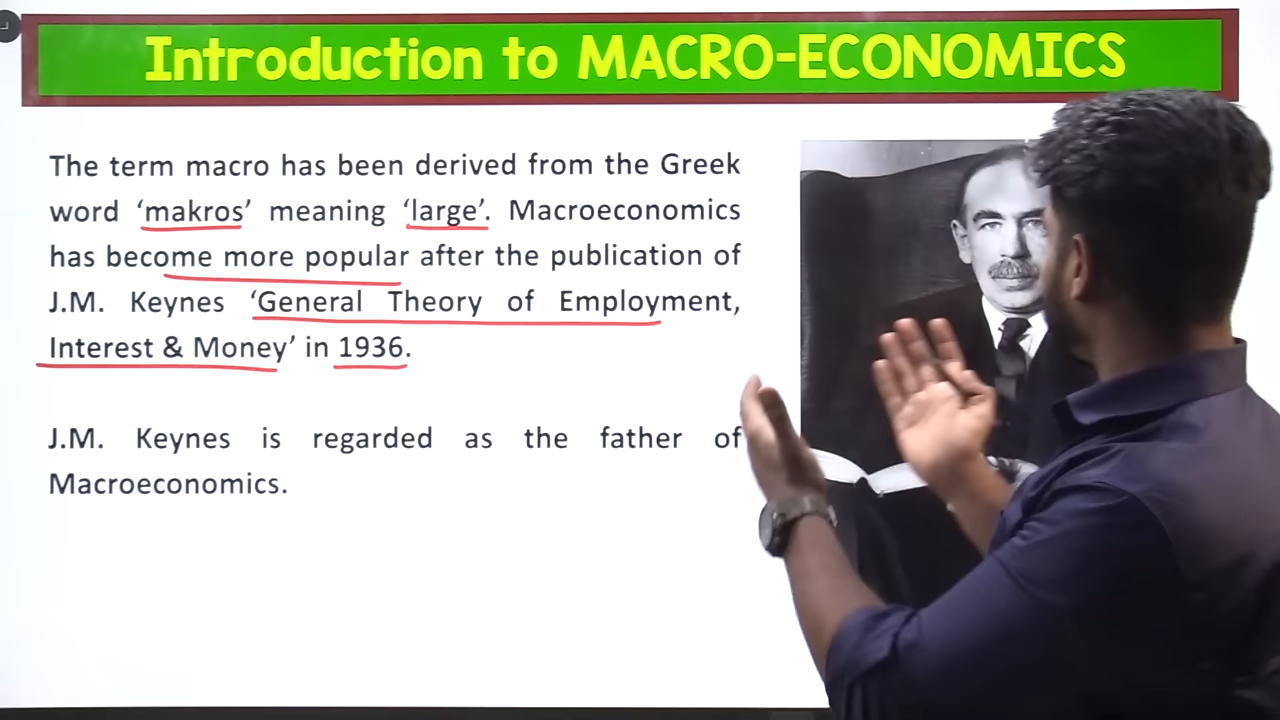 Introduction to MACRO-ECONOMICS
The term macro has been derived from the Greek
word ‘makros’ meaning ‘large’. Macroeconomics
has become more popular after the publication of
J.M. Keynes ‘General Theory of Employment,
Interest & Money’ in 1936.
J.M. Keynes is regarded as the father of
Macroeconomics.